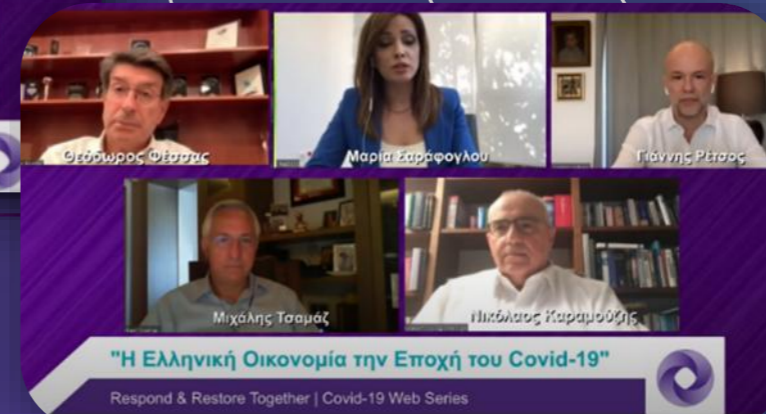 Θεόδωρος Φέσσας
Μαρία Σαράφογλου
Γιάννης Ρέτσος
Μιχάλης Τσαμάζ
Νικόλαος Καραμούζης
"Η Ελληνική Οικονομία την Εποχή του Covid-19"
Respond & Restore Together | Covid-19 Web Series